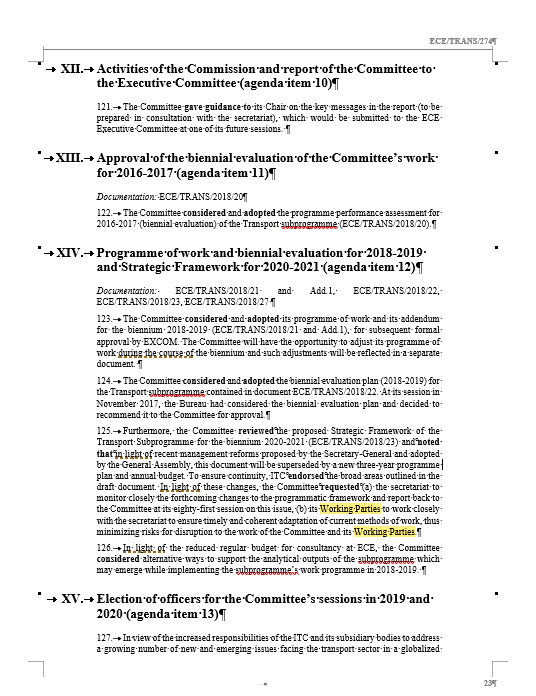 ECE/TRANS/274¶
XII. Activities of the Commission and report of the Committee to
the Executive Committee (agenda item 10)¶
121. The Committee gave guidance to its Chair on the key messages in the report (to be
prepared in consultation with the secretariat), which would be submitted to the ECE
Executive Committee at one of its future sessions. ¶
XIII. Approval of the biennial evaluation of the Committee's work
for 2016-2017 (agenda item 11)¶
Documentation: ECE/TRANS/2018/20¶
122. The Committee considered and adopted the programme performance assessment for
2016-2017 (biennial evaluation) of the Transport subprogramme (ECE/TRANS/2018/20).¶
XIV. Programme of work and biennial evaluation for 2018-2019
and Strategic Framework for 2020-2021 (agenda item 12)¶
Documentation: ECE/TRANS/2018/21 and Add.1, ECE/TRANS/2018/22,
ECE/TRANS/2018/23, ECE/TRANS/2018/27¶
123. The Committee considered and adopted its programme of work and its addendum
for the biennium 2018-2019 (ECE/TRANS/2018/21 and Add.1), for subsequent formal
approval by EXCOM. The Committee will have the opportunity to adjust its programme of
work during the course of the biennium and such adjustments will be reflected in a separate
document. ¶
124. The Committee considered and adopted the biennial evaluation plan (2018-2019) for
the Transport subprogramme contained in document ECE/TRANS/2018/22. At its session in
November 2017, the Bureau had considered the biennial evaluation plan and decided to
recommend it to the Committee for approval.¶
125. Furthermore, the Committee reviewed the proposed Strategic Framework of the
Transport Subprogramme for the biennium 2020-2021 (ECE/TRANS/2018/23) and noted
that in light of recent management reforms proposed by the Secretary-General and adopted
by the General Assembly, this document will be superseded by a new three-year programme
plan and annual budget. To ensure continuity, ITC endorsed the broad areas outlined in the
draft document. In light of these changes, the Committee requested (a) the secretariat to
monitor closely the forthcoming changes to the programmatic framework and report back to
the Committee at its eighty-first session on this issue, (b) its Working Parties to work closely
with the secretariat to ensure timely and coherent adaptation of current methods of work, thus
minimizing risks for disruption to the work of the Committee and its Working Parties.¶
126. In light of the reduced regular budget for consultancy at ECE, the Committee
considered alternative ways to support the analytical outputs of the subprogramme which
may emerge while implementing the subprogramme's work programme in 2018-2019. ¶
XV. Election of officers for the Committee's sessions in 2019 and
2020 (agenda item 13)¶
127. In view of the increased responsibilities of the ITC and its subsidiary bodies to address
a growing number of new and emerging issues facing the transport sector in a globalized
23¶